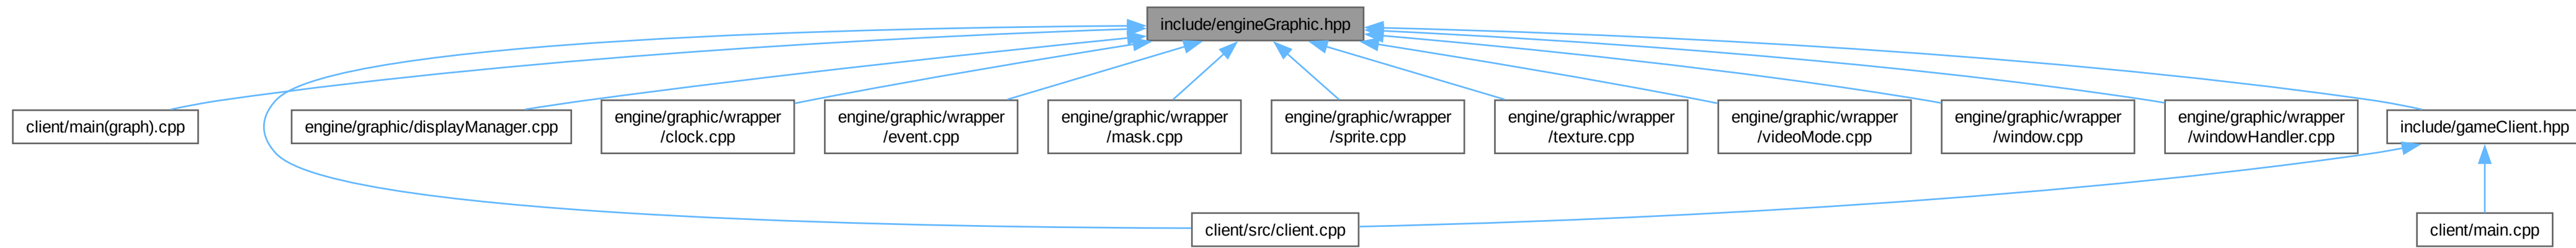 include/engineGraphic.hpp
client/main(graph).cpp
engine/graphic/displayManager.cpp
engine/graphic/wrapper
/clock.cpp
engine/graphic/wrapper
/event.cpp
engine/graphic/wrapper
/mask.cpp
engine/graphic/wrapper
/sprite.cpp
engine/graphic/wrapper
/texture.cpp
engine/graphic/wrapper
/videoMode.cpp
engine/graphic/wrapper
/window.cpp
engine/graphic/wrapper
/windowHandler.cpp
include/gameClient.hpp
client/src/client.cpp
client/main.cpp